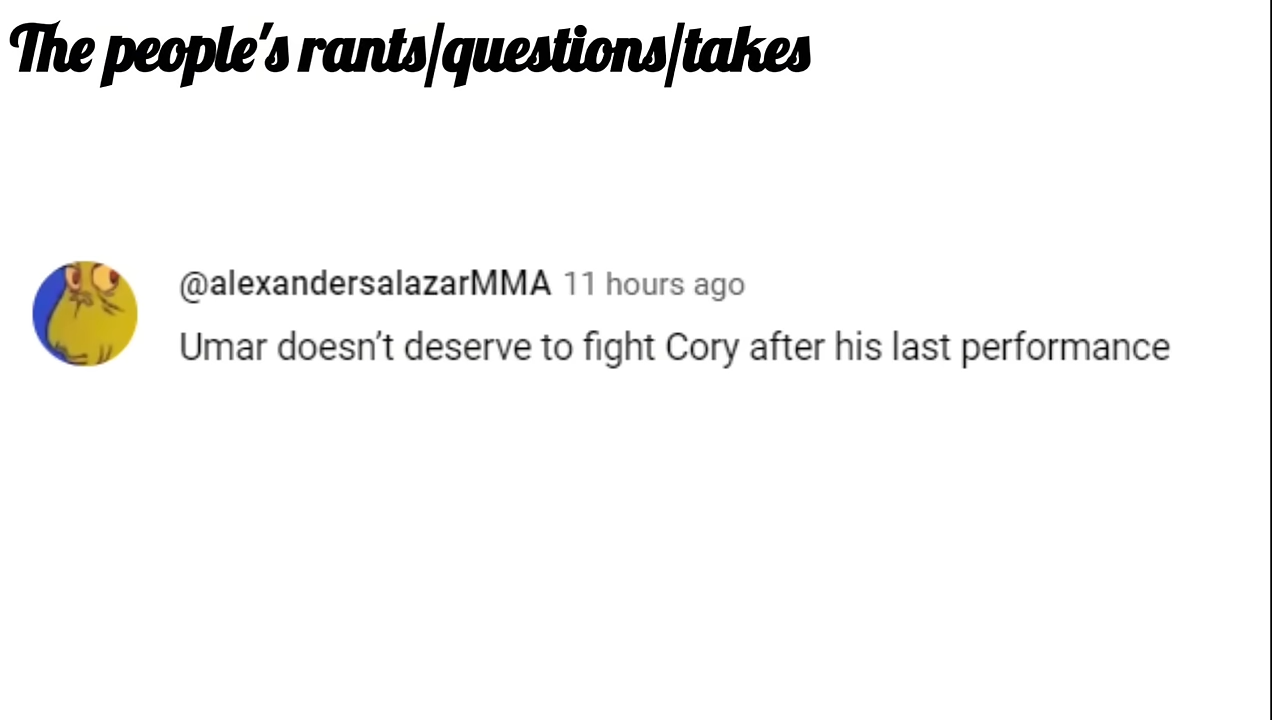 The people's rants/questions/takes
@alexandersalazarMMA 11 hours ago
Umar doesn’t deserve to fight Cory after his last performance